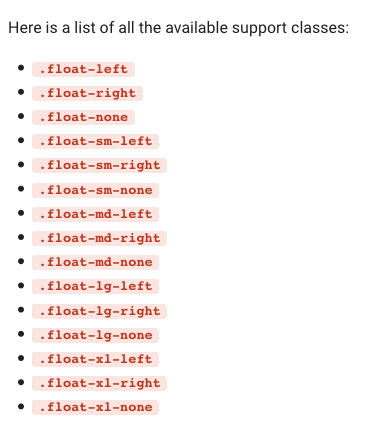 Here is a list of all the available support classes:
.float-left
.float-right
.float-none
.float-sm-left
.float-sm-right
.float-sm-none
.float-md-left
.float-md-right
.float-md-none
.float-lg-left
.float-lg-right
.float-lg-none
.float-xl-left
.float-xl-right
.float-xl-none